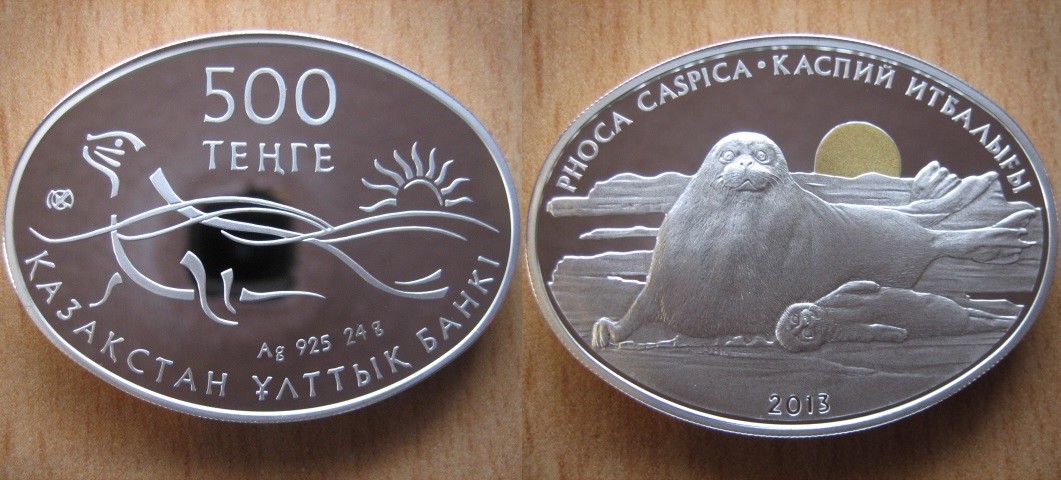 500
ТЕҢГЕ
Ag 925 24 g
ҚАЗАҚСТАН ҰЛТТЫҚ БАНКІ
PHOCA CASPICA • КАСПИЙ ИТБАЛЫҒЫ
2013